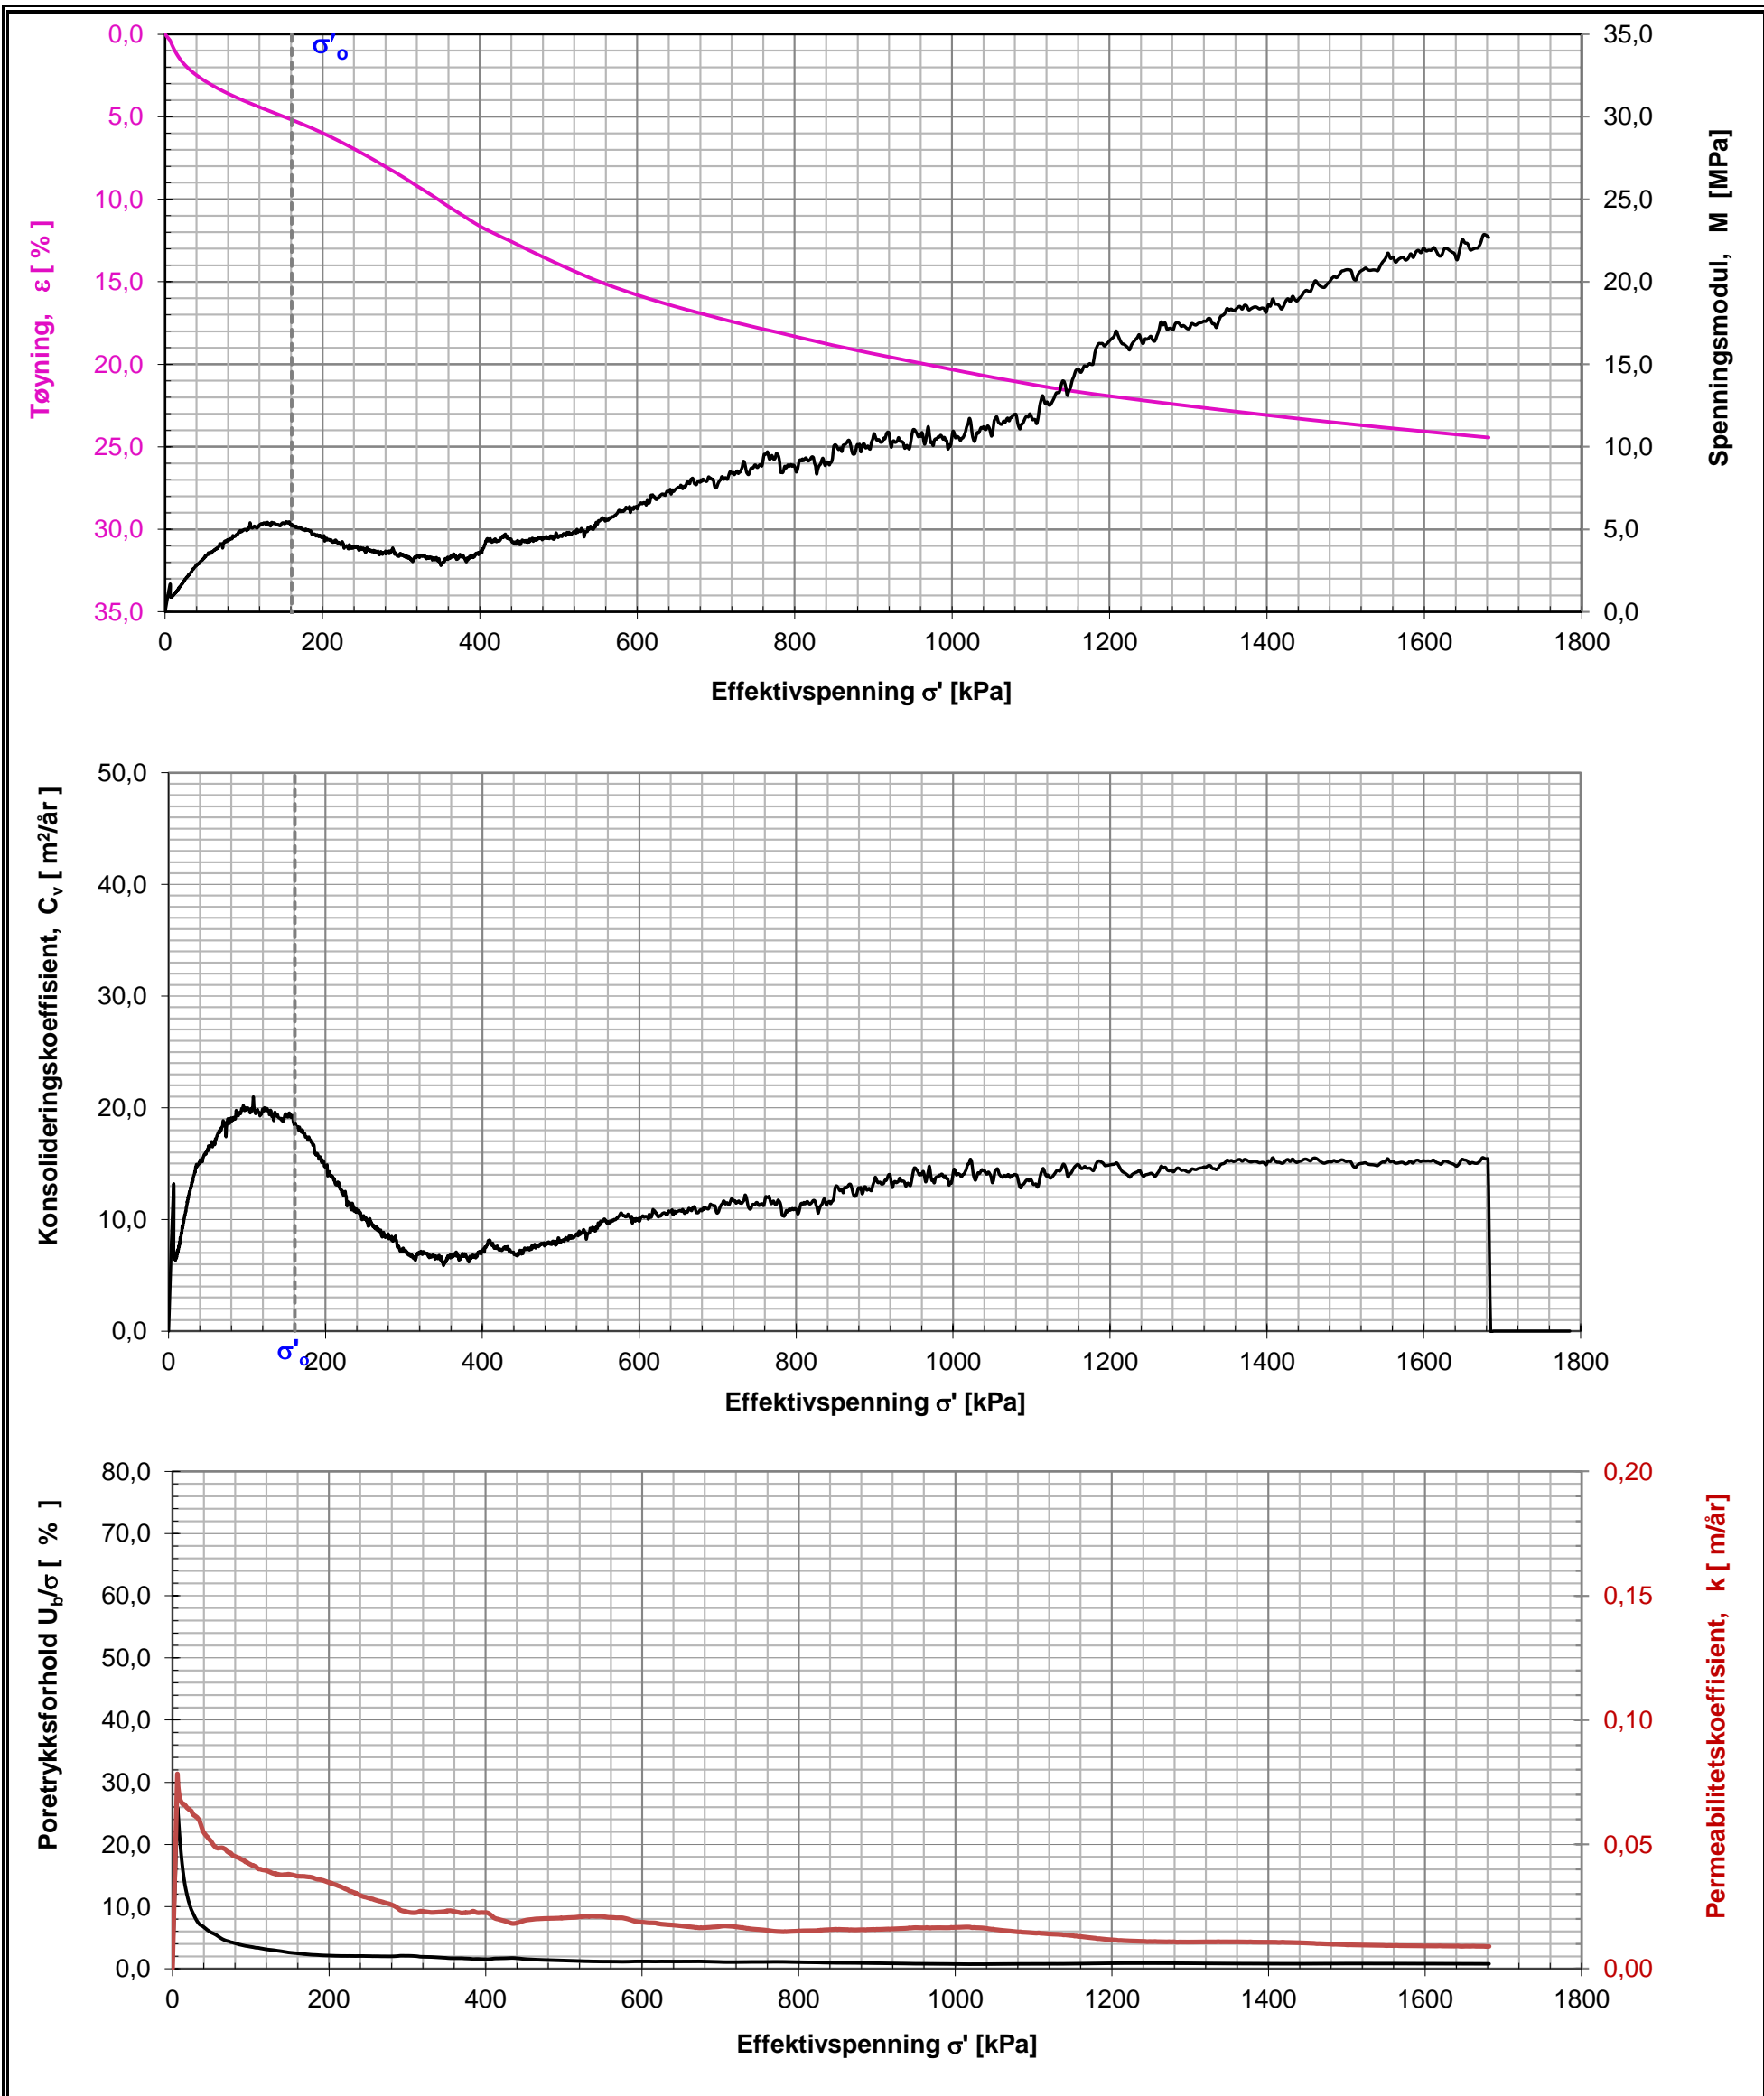 σ'o
0,0
5,0
10,0
15,0
20,0
25,0
30,0
35,0
Tøyning, ε [ % ]
35,0
30,0
25,0
20,0
15,0
10,0
5,0
0,0
Spenningsmodul, M [MPa]
0 200 400 600 800 1000 1200 1400 1600 1800
Effektivspenning σ' [kPa]
50,0
40,0
30,0
20,0
10,0
0,0
Konsolideringskoeffisient, Cv [ m²/år ]
σ'o
0 200 400 600 800 1000 1200 1400 1600 1800
Effektivspenning σ' [kPa]
80,0
70,0
60,0
50,0
40,0
30,0
20,0
10,0
0,0
Poretrykksforhold Ub/σ [ % ]
0,20
0,15
0,10
0,05
0,00
Permeabilitetskoeffisient, k [ m/år]
0 200 400 600 800 1000 1200 1400 1600 1800
Effektivspenning σ' [kPa]